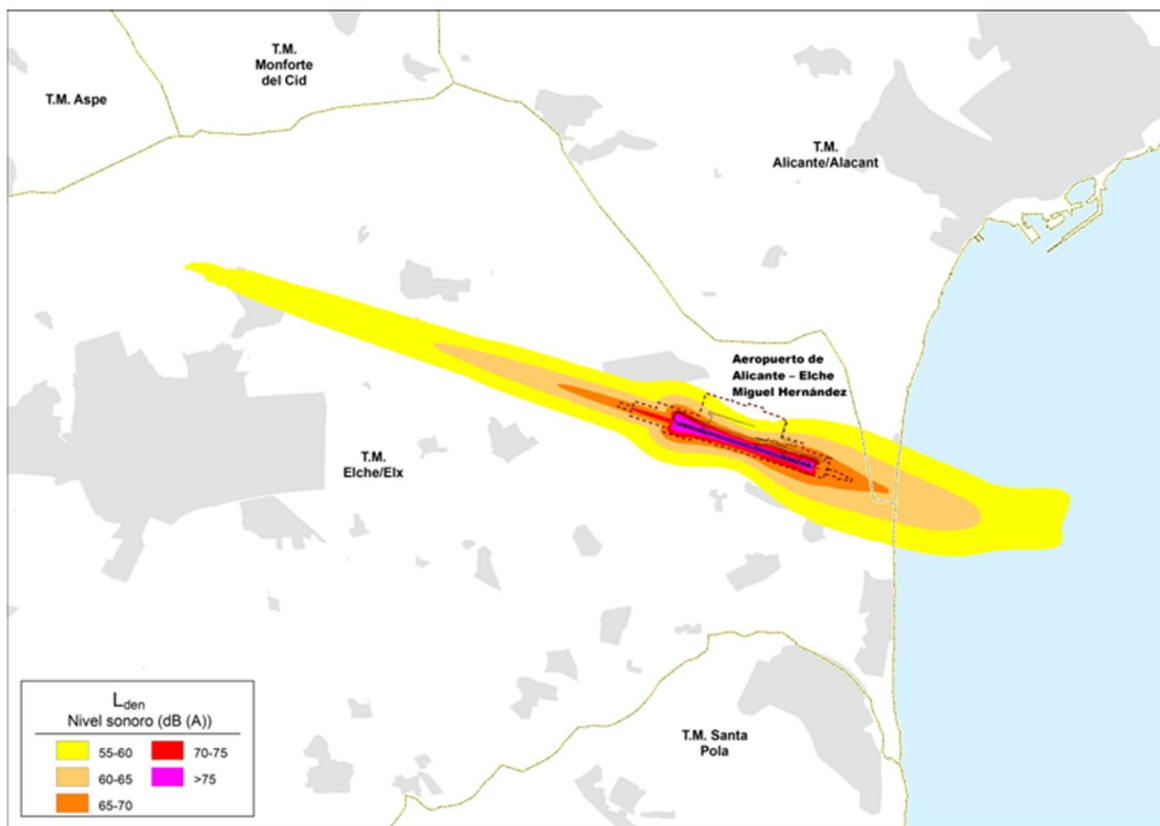 T.M.
Monforte
del Cid
T.M. Aspe
T.M.
Alicante/Alacant
Aeropuerto de
Alicante – Elche
Miguel Hernández
T.M.
Elche/Elx
T.M. Santa
Pola
Lden
Nivel sonoro (dB (A))
55-60
70-75
60-65
>75
65-70